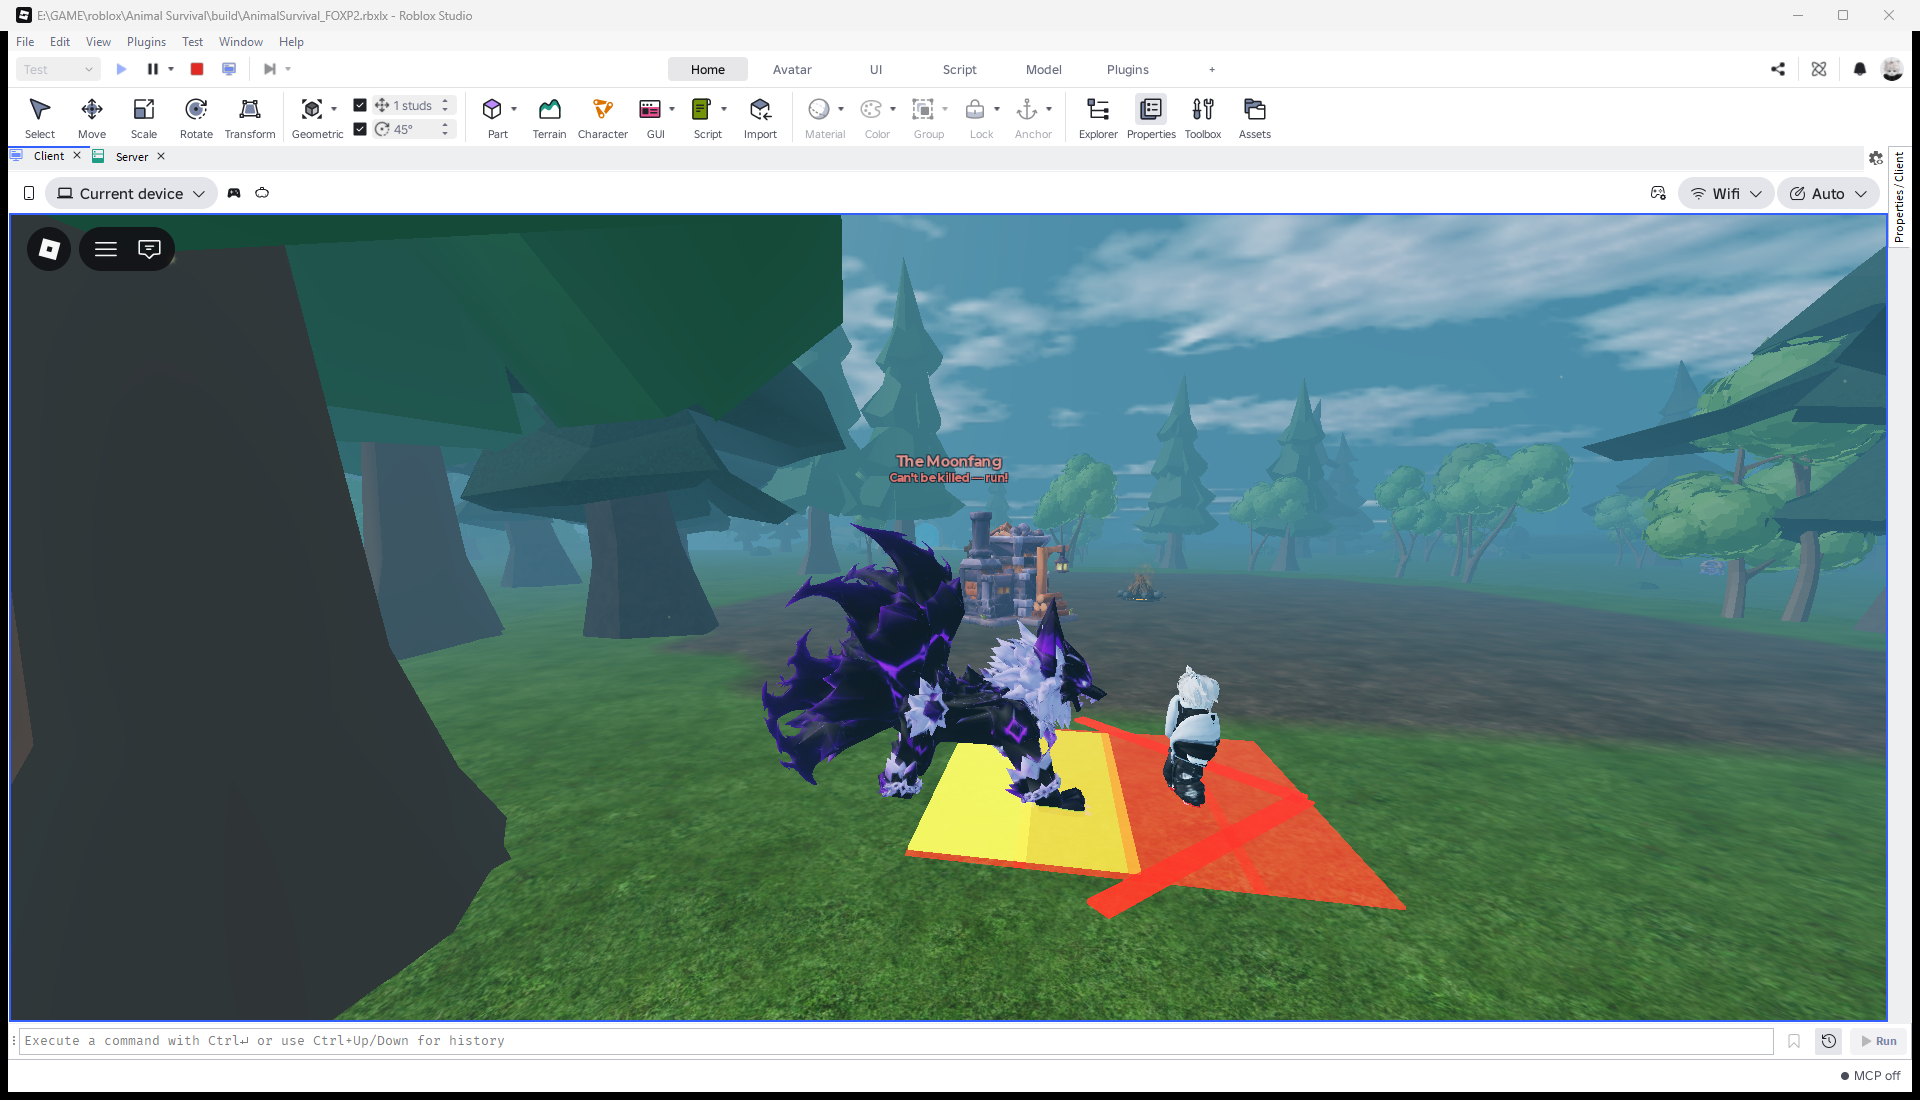 E:\GAME\roblox\Animal Survival\build\AnimalSurvival_FOXP2.rbxlx - Roblox Studio
File Edit View Plugins Test Window Help
Test Home Avatar UI Script Model Plugins +
1 studs
45°
Select Move Scale Rotate Transform Geometric Part Terrain Character GUI Script Import Material Color Group Lock Anchor Explorer Properties Toolbox Assets
Client Server
Current device Wifi Auto
Properties / Client
The Moonfang
Can't be killed — run!
Execute a command with Ctrl↵ or use Ctrl+Up/Down for history
Run
MCP off